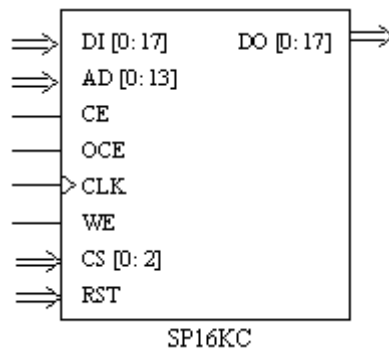 DI [0: 17] DO [0: 17]
AD [0: 13]
CE
OCE
CLK
WE
CS [0: 2]
RST
SP16KC